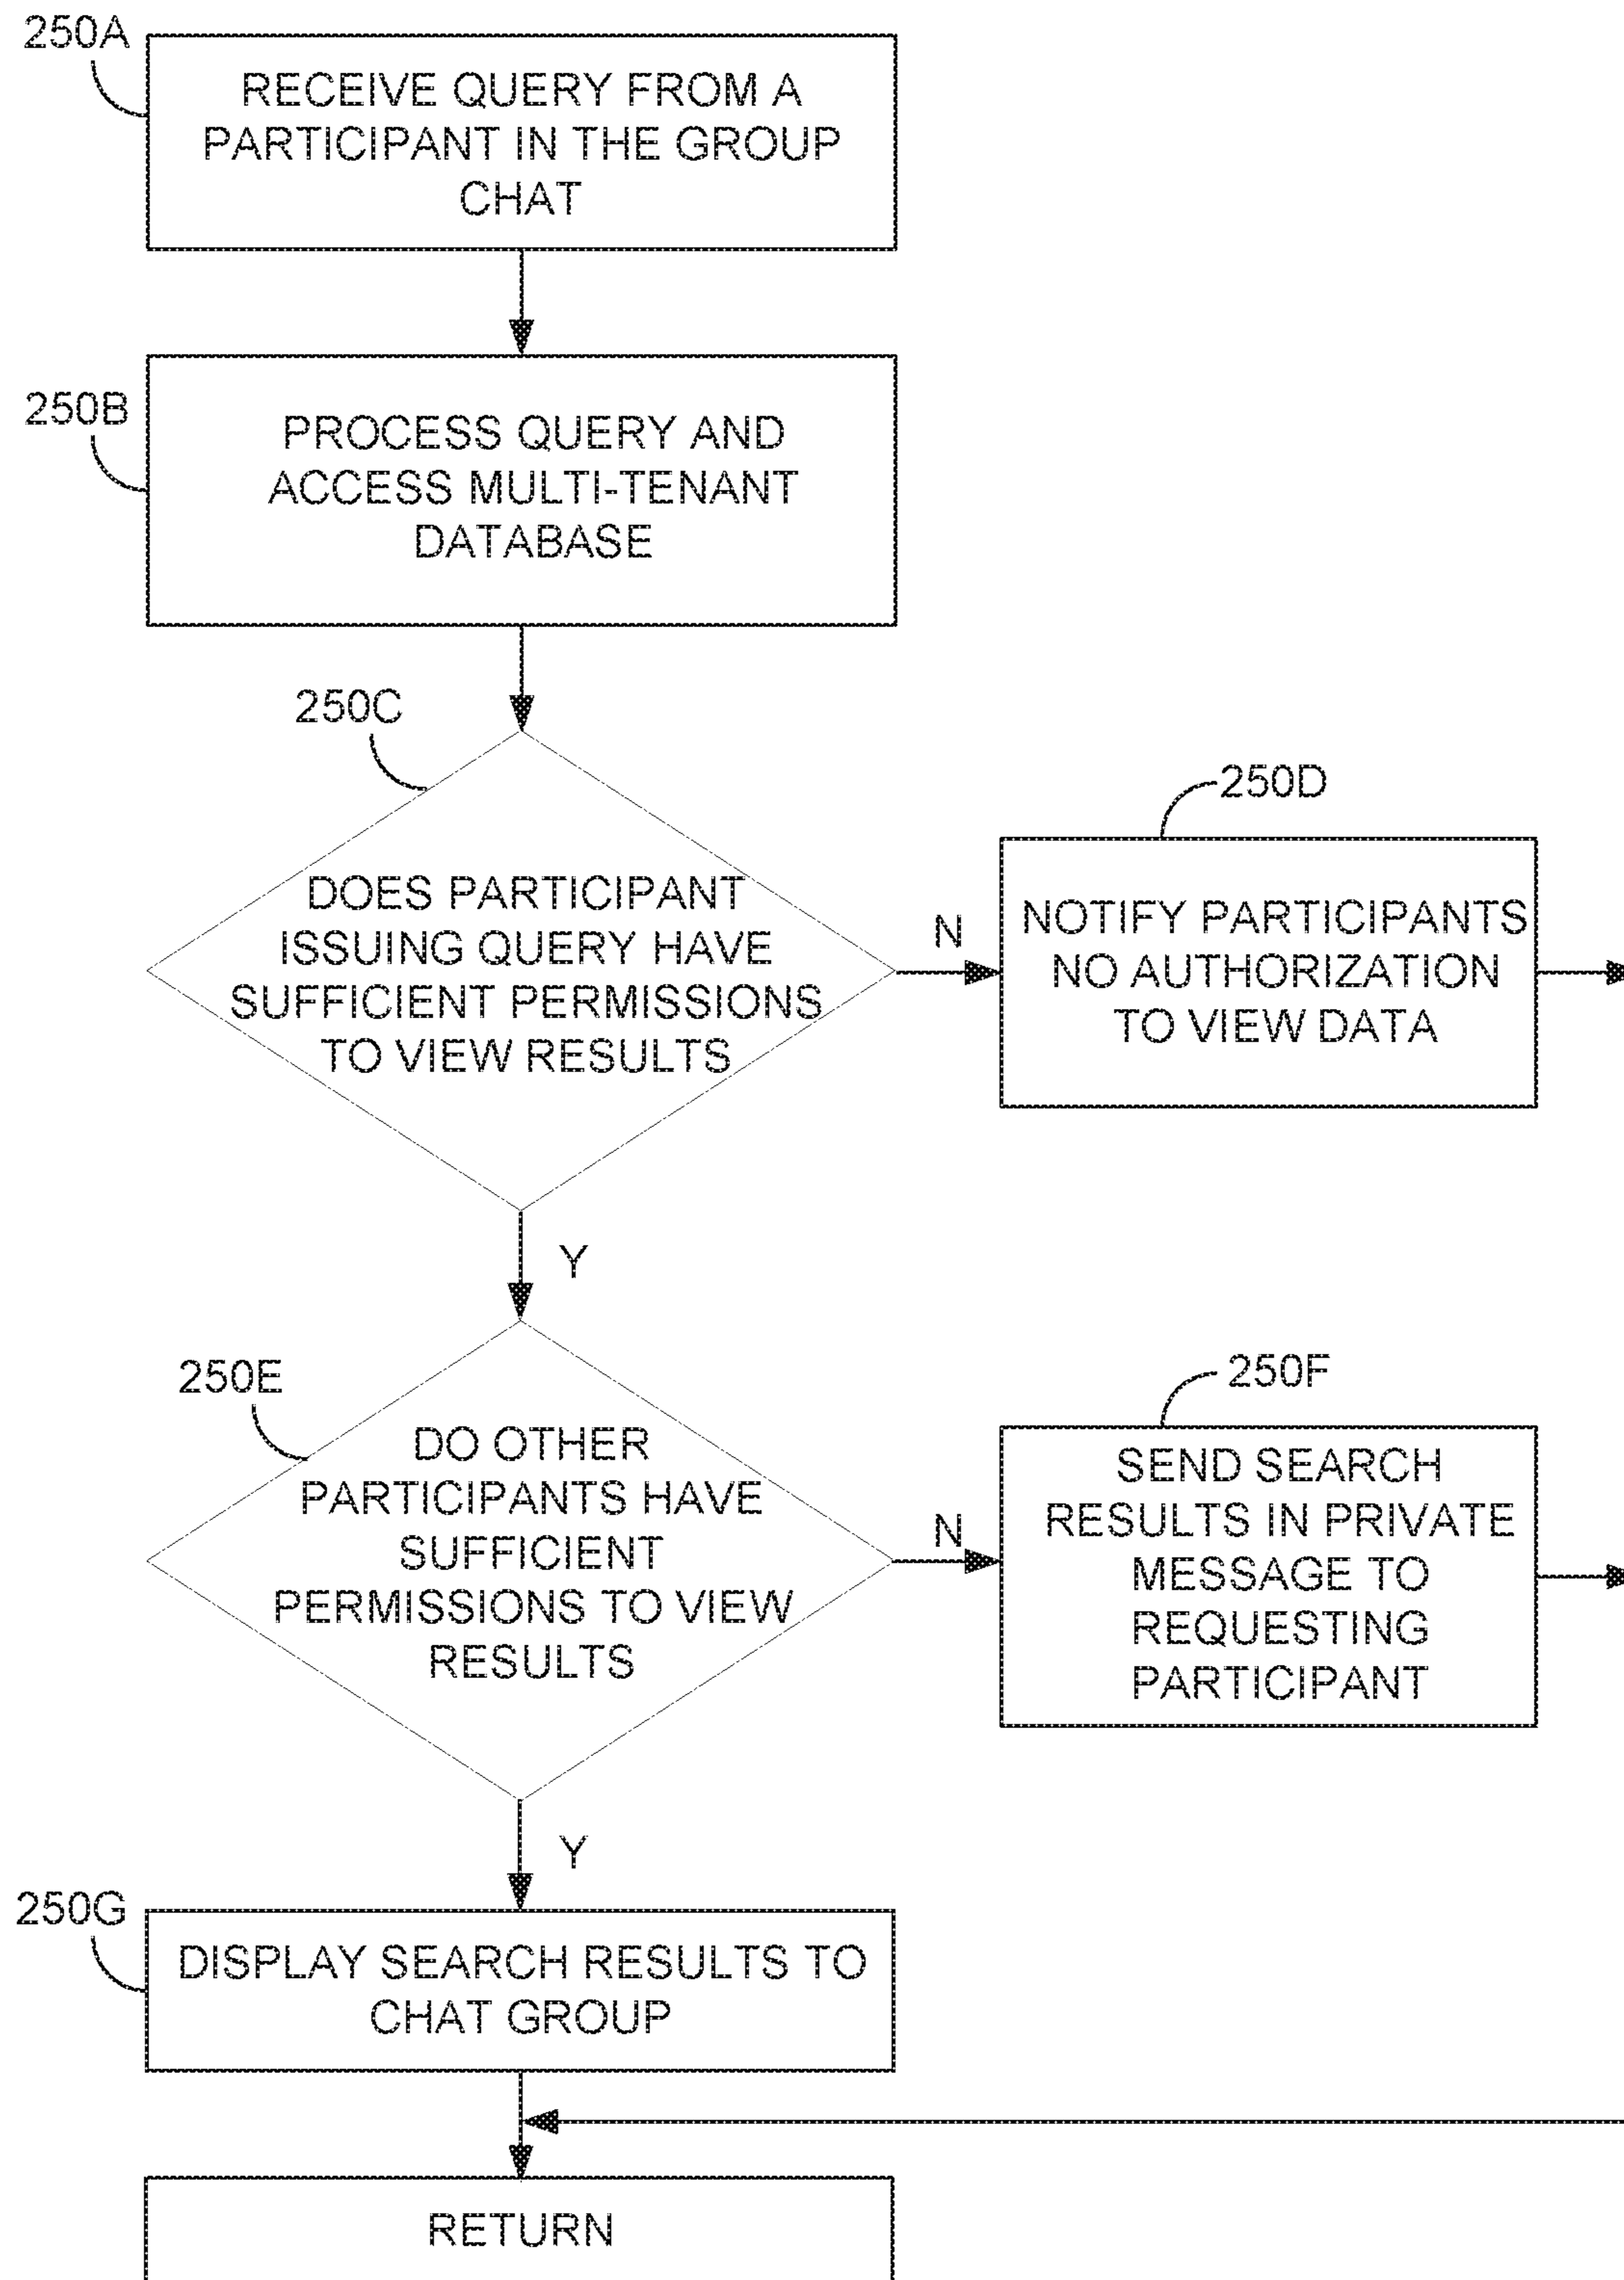 250A
RECEIVE QUERY FROM A
PARTICIPANT IN THE GROUP
CHAT
250B
PROCESS QUERY AND
ACCESS MULTI-TENANT
DATABASE
250C
DOES PARTICIPANT
ISSUING QUERY HAVE
SUFFICIENT PERMISSIONS
TO VIEW RESULTS
N
250D
NOTIFY PARTICIPANTS
NO AUTHORIZATION
TO VIEW DATA
Y
250E
DO OTHER
PARTICIPANTS HAVE
SUFFICIENT
PERMISSIONS TO VIEW
RESULTS
N
250F
SEND SEARCH
RESULTS IN PRIVATE
MESSAGE TO
REQUESTING
PARTICIPANT
Y
250G
DISPLAY SEARCH RESULTS TO
CHAT GROUP
RETURN